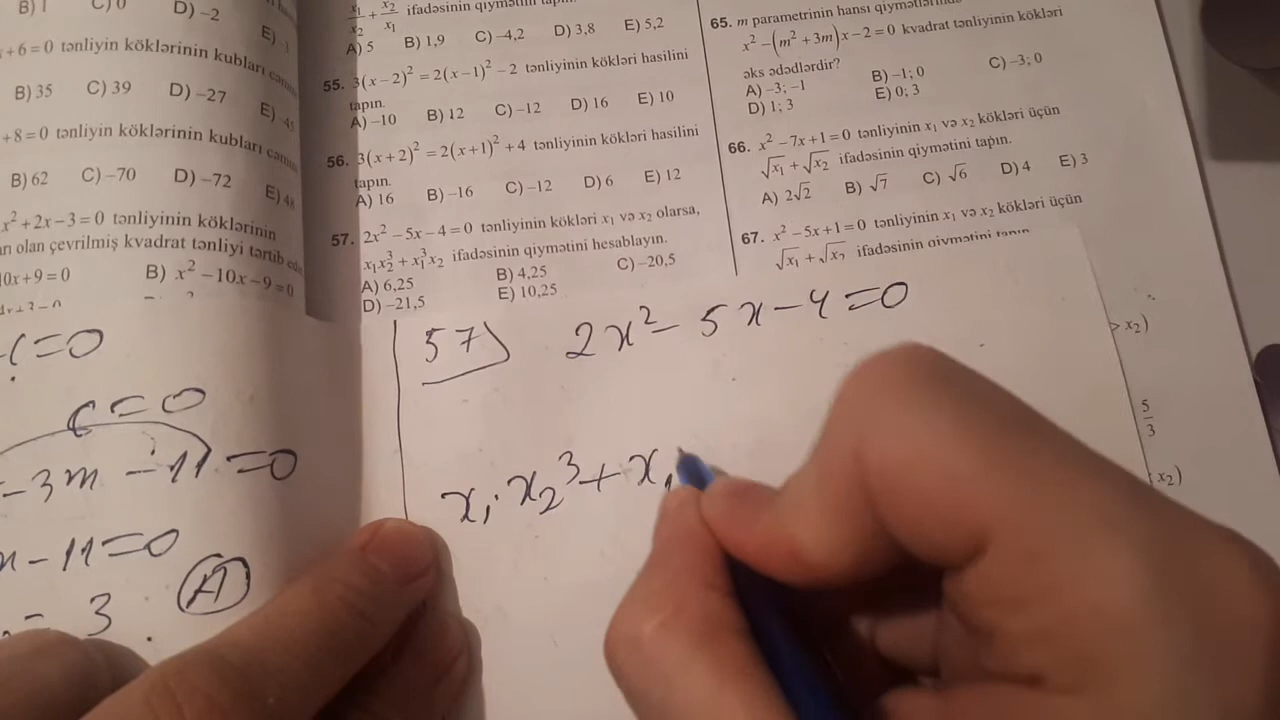 B) 1 C) 0 D) –2
E) –1
+6=0 tənliyin köklərinin kubları
B) 35 C) 39 D) –27
+8=0 tənliyin köklərinin kubları
B) 62 C) –70 D) –72
x²+2x–3=0 tənliyinin köklərinin
olan çevrilmiş kvadrat tənliyi tərtib
10x+9=0 B) x²–10x–9=0
x₁/x₂ + x₂/x₁ ifadəsinin qiymətini tapın.
A) 5 B) 1,9 C) –4,2 D) 3,8 E) 5,2
55. 3(x–2)²=2(x–1)²–2 tənliyinin kökləri hasilini
tapın.
A) –10 B) 12 C) –12 D) 16 E) 10
56. 3(x+2)²=2(x+1)²+4 tənliyinin kökləri hasilini
tapın.
A) 16 B) –16 C) –12 D) 6 E) 12
57. 2x²–5x–4=0 tənliyinin kökləri x₁ və x₂ olarsa,
x₁x₂³+x₁³x₂ ifadəsinin qiymətini hesablayın.
A) 6,25 B) 4,25 C) –20,5
D) –21,5 E) 10,25
65. m parametrinin hansı
x²–(m²+3m)x–2=0 kvadrat tənliyinin kökləri
əks ədədlərdir?
A) –3; –1 B) –1; 0 C) –3; 0
D) 1; 3 E) 0; 3
66. x²–7x+1=0 tənliyinin x₁ və x₂ kökləri üçün
√x₁+√x₂ ifadəsinin qiymətini tapın.
A) 2√2 B) √7 C) √6 D) 4 E) 3
67. x²–5x+1=0 tənliyinin x₁ və x₂ kökləri üçün
√x₁+√x₂ ifadəsinin qiymətini tapın
57) 2x²–5x–4=0
x₁·x₂³+x₁
=0
c=0
–3m–11=0
–11=0
= 3. A
> x₂)
5/3
x₂)